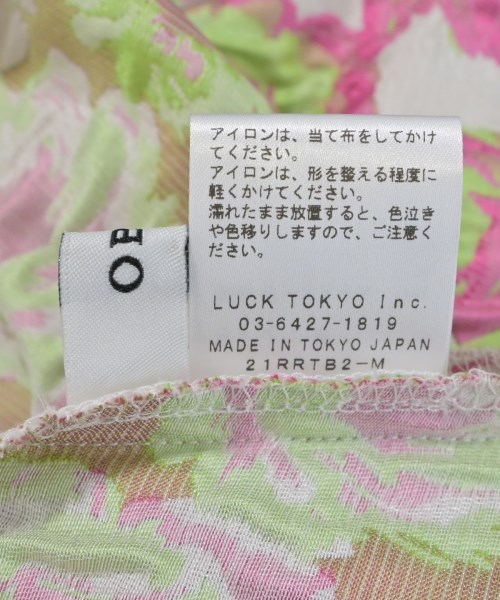 アイロンは、当て布をしてかけ
てください。
アイロンは、形を整える程度に
軽くかけてください。
濡れたまま放置すると、色泣き
や色移りしますので、ご注意く
ださい。
LUCK TOKYO Inc.
03-6427-1819
MADE IN TOKYO JAPAN
21RRTB2-M